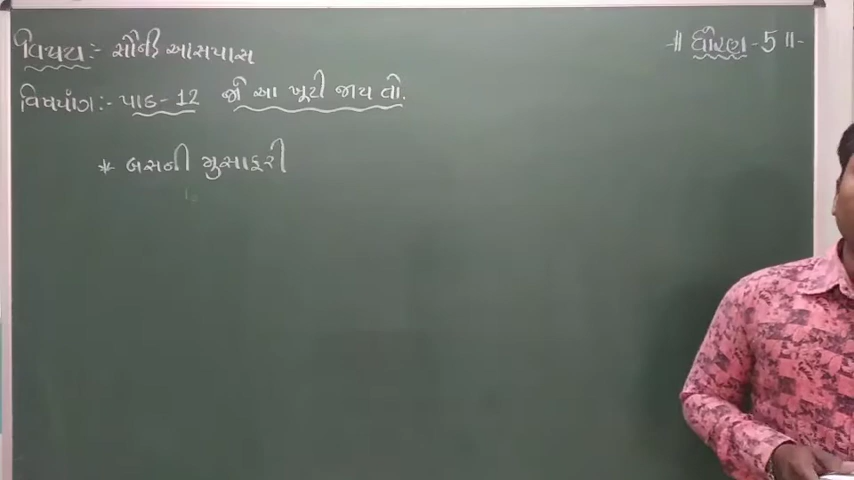 વિષય :- સૌની આસપાસ
॥ ધોરણ - 5 ॥
વિષયાંગ :- પાઠ - 12 જો આ ખૂટી જાય તો.
* બસની મુસાફરી